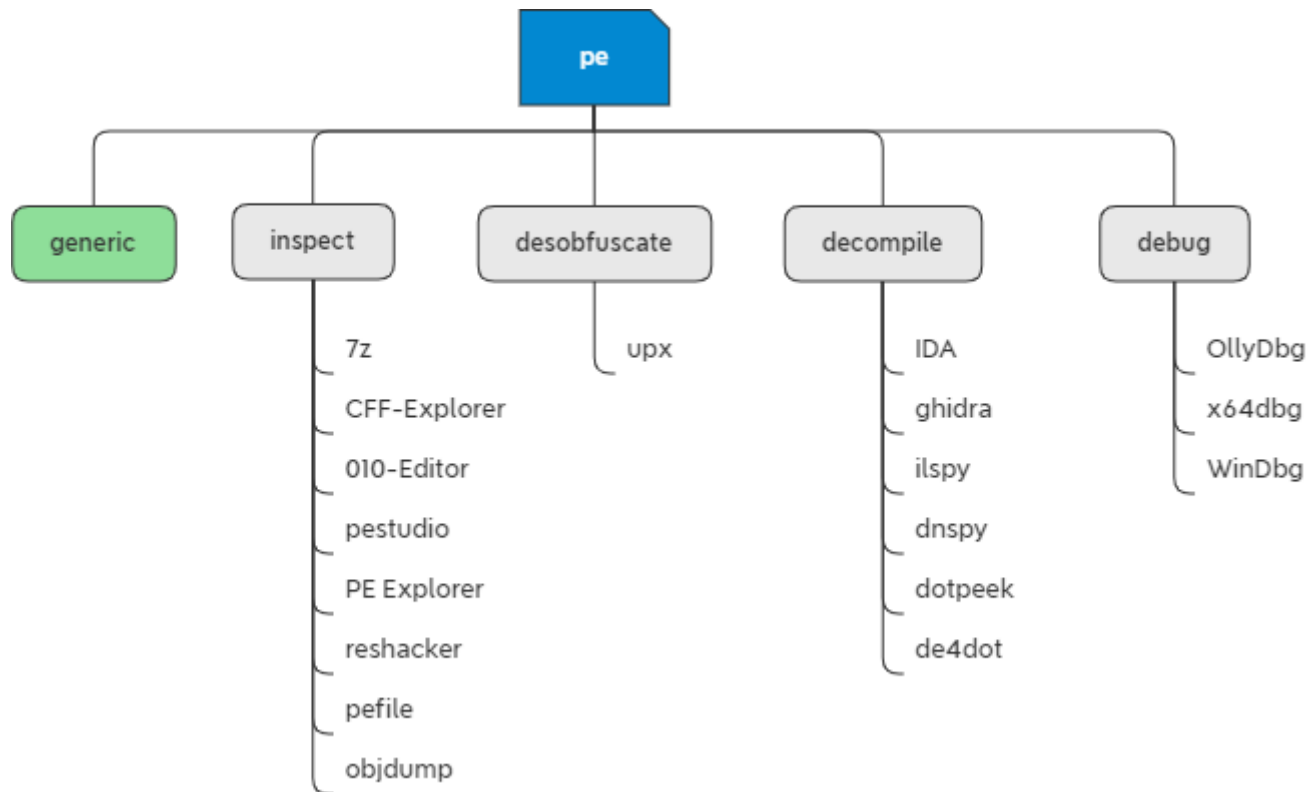 pe
generic
inspect
desobfuscate
decompile
debug
7z
CFF-Explorer
010-Editor
pestudio
PE Explorer
reshacker
pefile
objdump
upx
IDA
ghidra
ilspy
dnspy
dotpeek
de4dot
OllyDbg
x64dbg
WinDbg